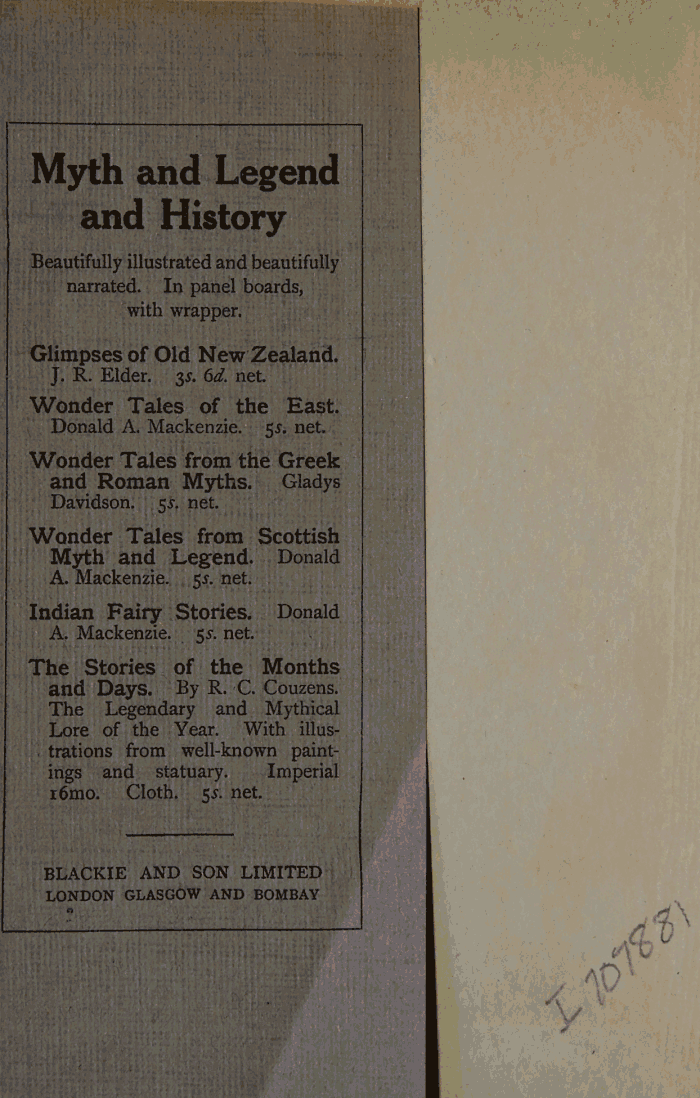 Myth and Legend
and History
Beautifully illustrated and beautifully
narrated. In panel boards,
with wrapper.
Glimpses of Old New Zealand.
J. R. Elder. 3s. 6d. net.
Wonder Tales of the East.
Donald A. Mackenzie. 5s. net.
Wonder Tales from the Greek
and Roman Myths. Gladys
Davidson. 5s. net.
Wonder Tales from Scottish
Myth and Legend. Donald
A. Mackenzie. 5s. net.
Indian Fairy Stories. Donald
A. Mackenzie. 5s. net.
The Stories of the Months
and Days. By R. C. Couzens.
The Legendary and Mythical
Lore of the Year. With illus-
trations from well-known paint-
ings and statuary. Imperial
16mo. Cloth. 5s. net.
BLACKIE AND SON LIMITED
LONDON GLASGOW AND BOMBAY
I 709881